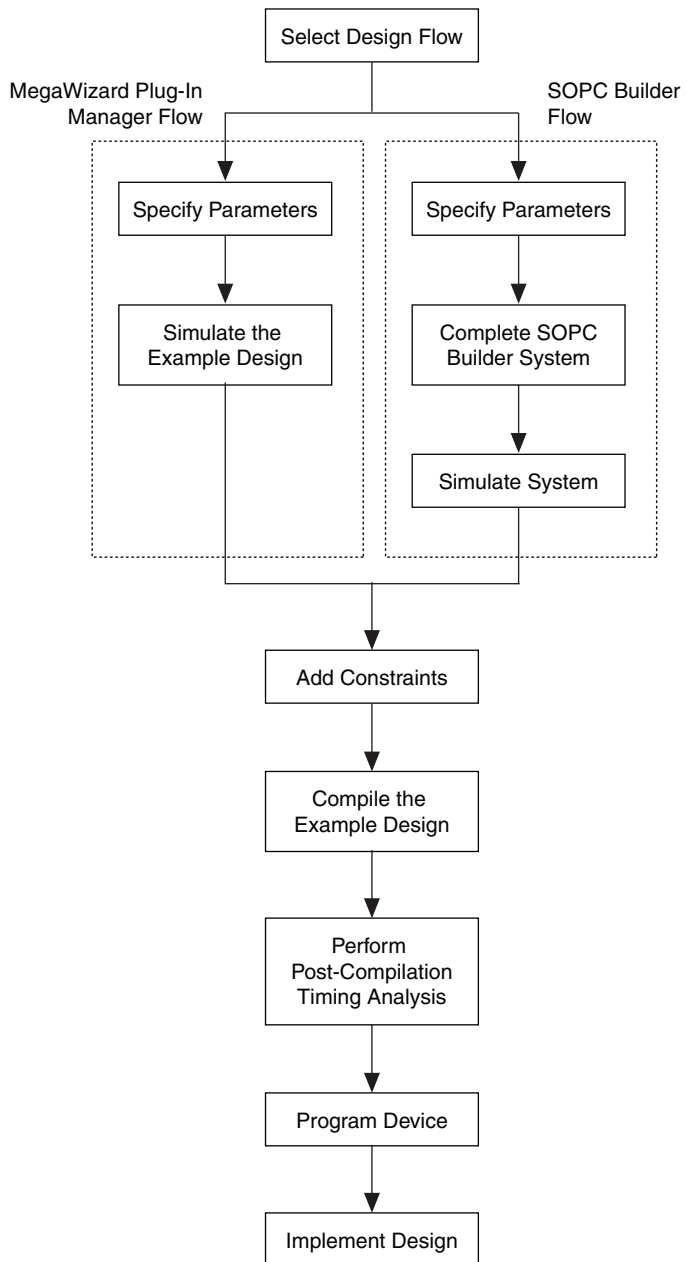 Select Design Flow
MegaWizard Plug-In
Manager Flow
SOPC Builder
Flow
Specify Parameters
Specify Parameters
Simulate the
Example Design
Complete SOPC
Builder System
Simulate System
Add Constraints
Compile the
Example Design
Perform
Post-Compilation
Timing Analysis
Program Device
Implement Design